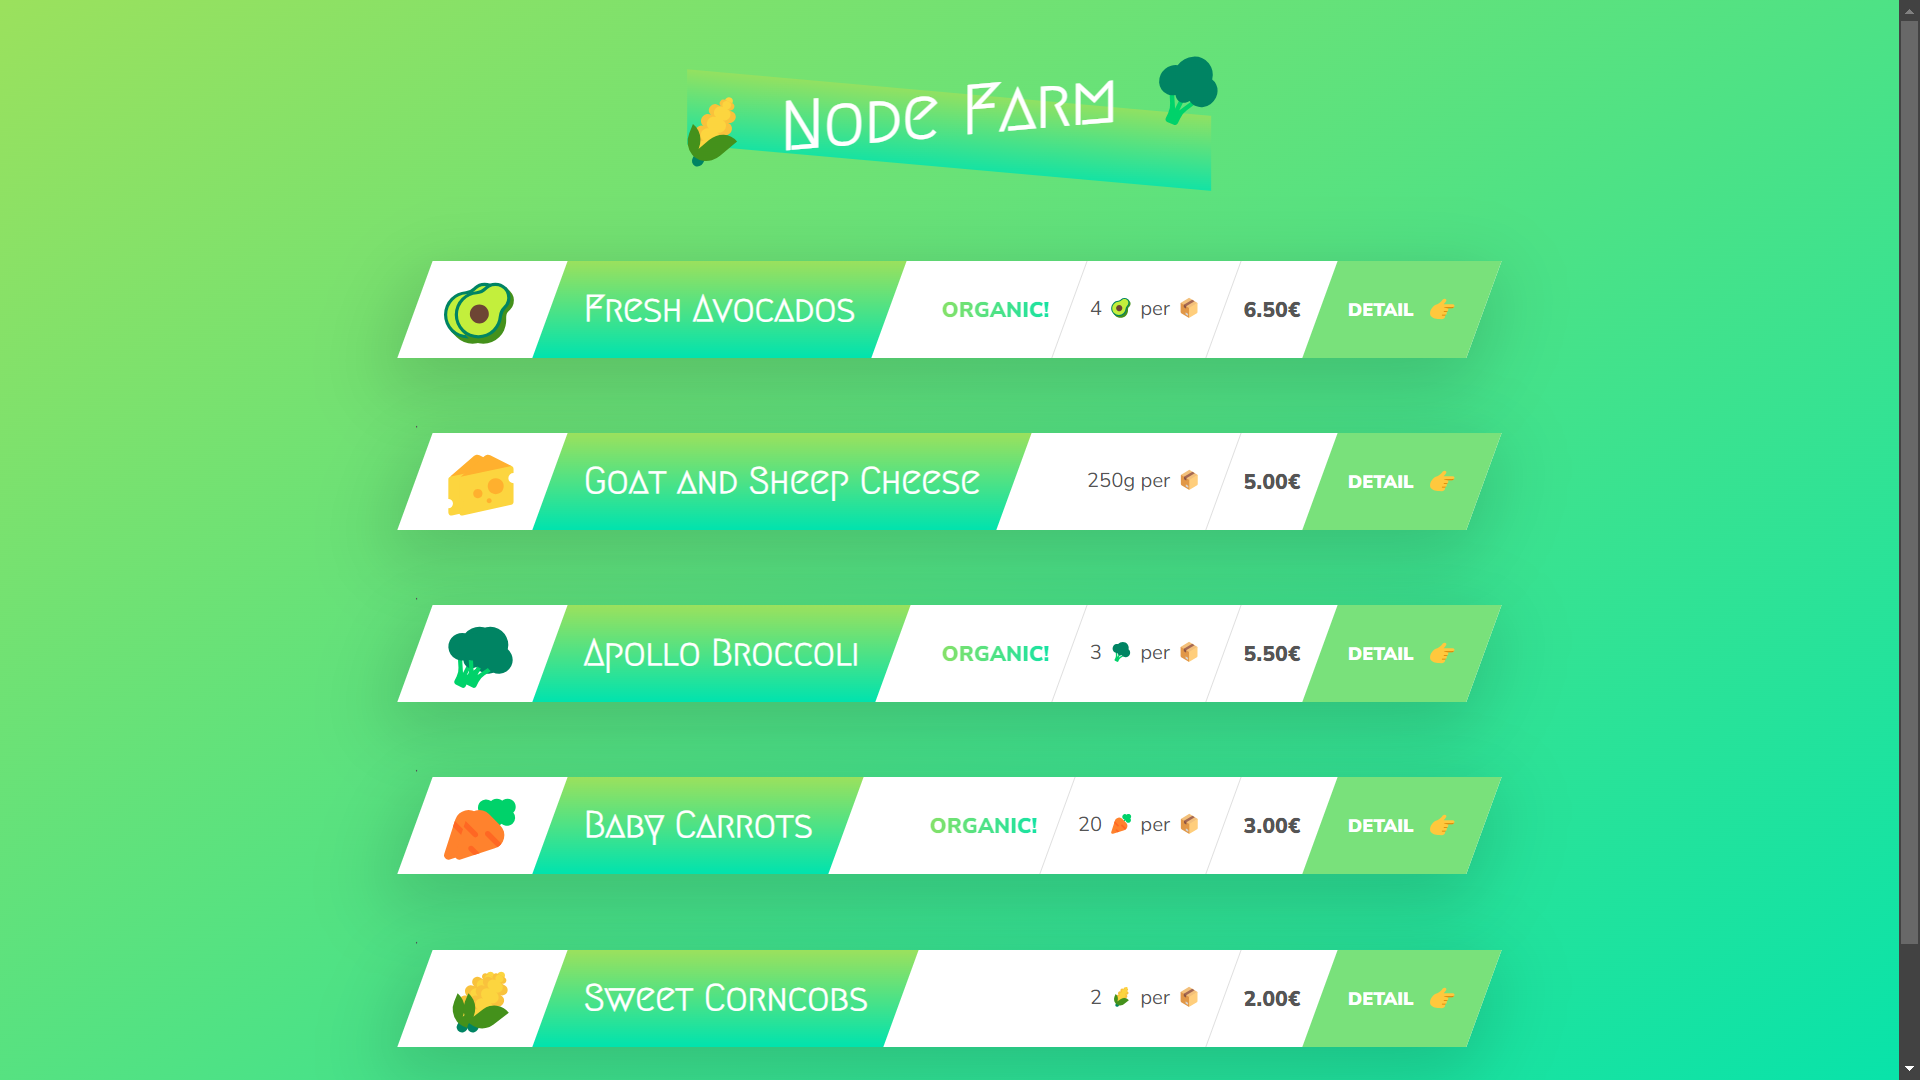 Node Farm
Fresh Avocados ORGANIC! 4 🥑 per 📦 6.50€ DETAIL 👉
Goat and Sheep Cheese 250g per 📦 5.00€ DETAIL 👉
Apollo Broccoli ORGANIC! 3 🥦 per 📦 5.50€ DETAIL 👉
Baby Carrots ORGANIC! 20 🥕 per 📦 3.00€ DETAIL 👉
Sweet Corncobs 2 🌽 per 📦 2.00€ DETAIL 👉